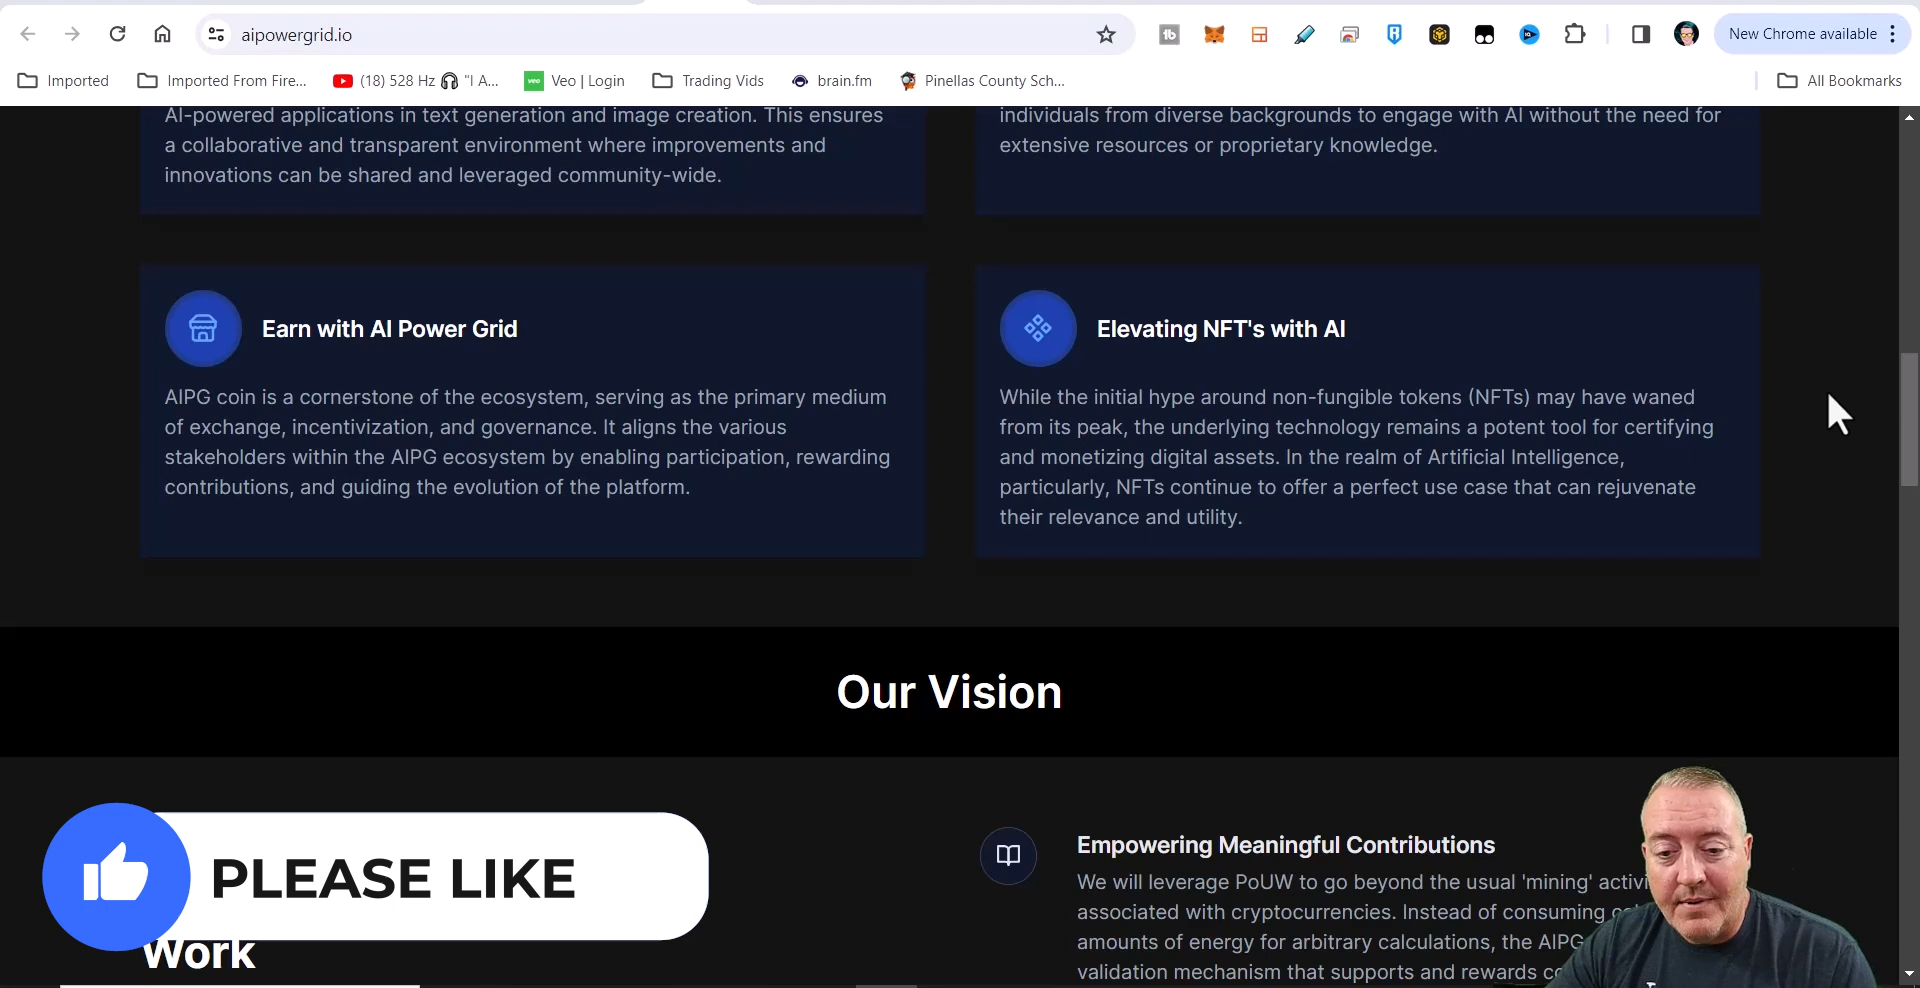 aipowergrid.io
New Chrome available
Imported
Imported From Fire...
(18) 528 Hz 🎧 "I A...
Veo | Login
Trading Vids
brain.fm
Pinellas County Sch...
All Bookmarks
AI-powered applications in text generation and image creation. This ensures
a collaborative and transparent environment where improvements and
innovations can be shared and leveraged community-wide.
individuals from diverse backgrounds to engage with AI without the need for
extensive resources or proprietary knowledge.
Earn with AI Power Grid
AIPG coin is a cornerstone of the ecosystem, serving as the primary medium
of exchange, incentivization, and governance. It aligns the various
stakeholders within the AIPG ecosystem by enabling participation, rewarding
contributions, and guiding the evolution of the platform.
Elevating NFT's with AI
While the initial hype around non-fungible tokens (NFTs) may have waned
from its peak, the underlying technology remains a potent tool for certifying
and monetizing digital assets. In the realm of Artificial Intelligence,
particularly, NFTs continue to offer a perfect use case that can rejuvenate
their relevance and utility.
Our Vision
PLEASE LIKE
Work
Empowering Meaningful Contributions
We will leverage PoUW to go beyond the usual 'mining'
associated with cryptocurrencies. Instead of consuming
amounts of energy for arbitrary calculations, the AIPG
validation mechanism that supports and rewards